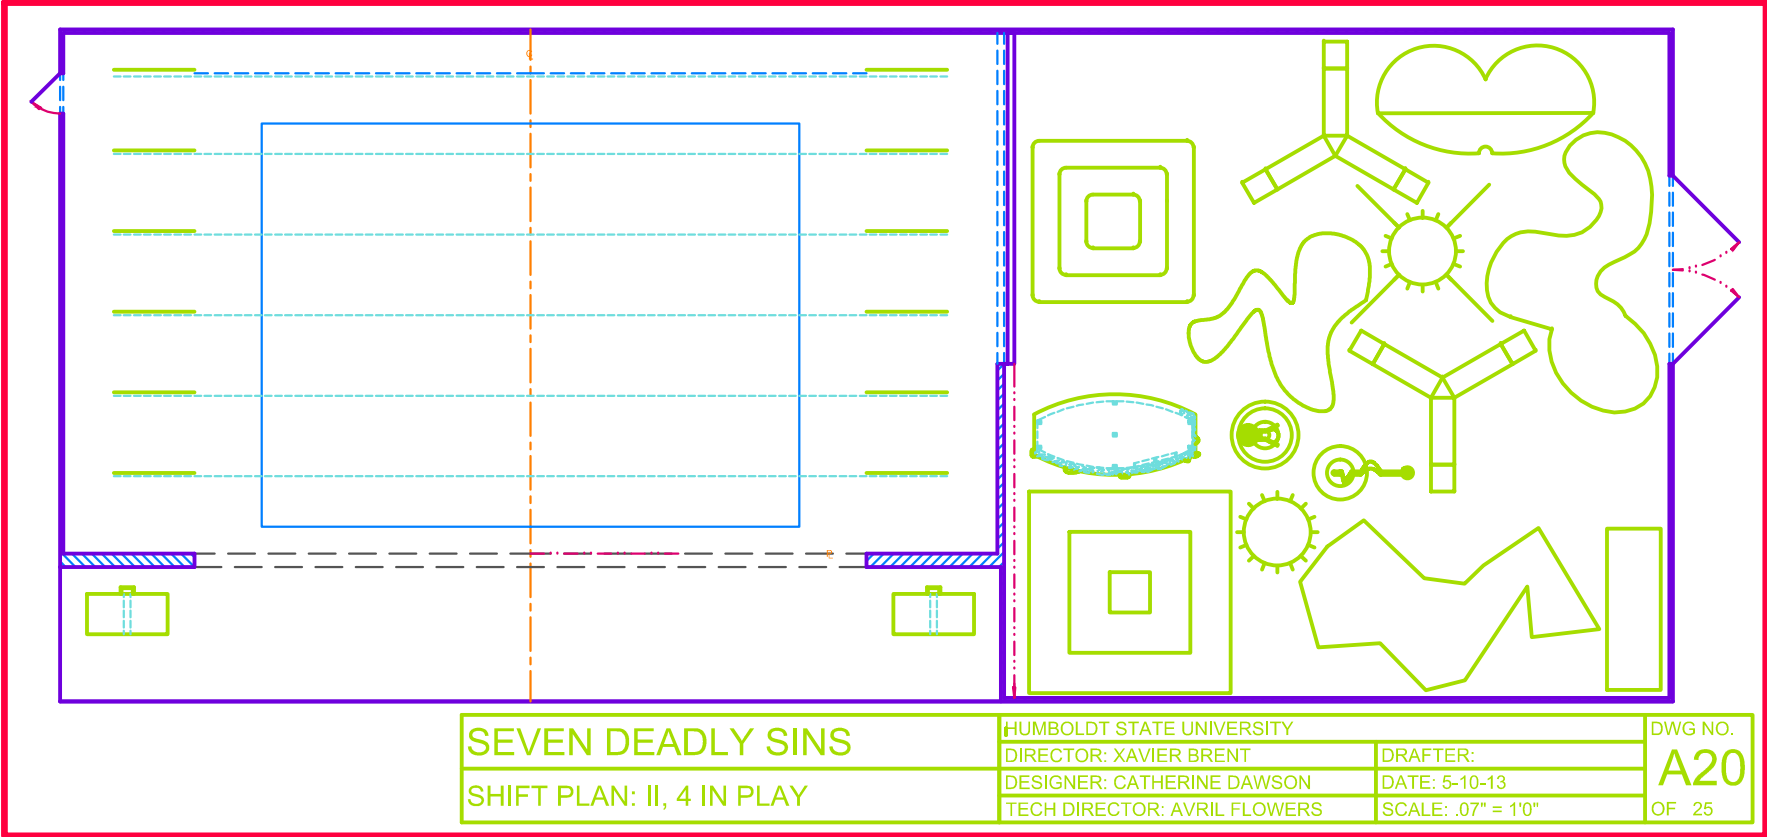 SEVEN DEADLY SINS
SHIFT PLAN: II, 4 IN PLAY
HUMBOLDT STATE UNIVERSITY
DIRECTOR: XAVIER BRENT
DRAFTER:
DESIGNER: CATHERINE DAWSON
DATE: 5-10-13
TECH DIRECTOR: AVRIL FLOWERS
SCALE: .07" = 1'0"
DWG NO.
A20
OF 25